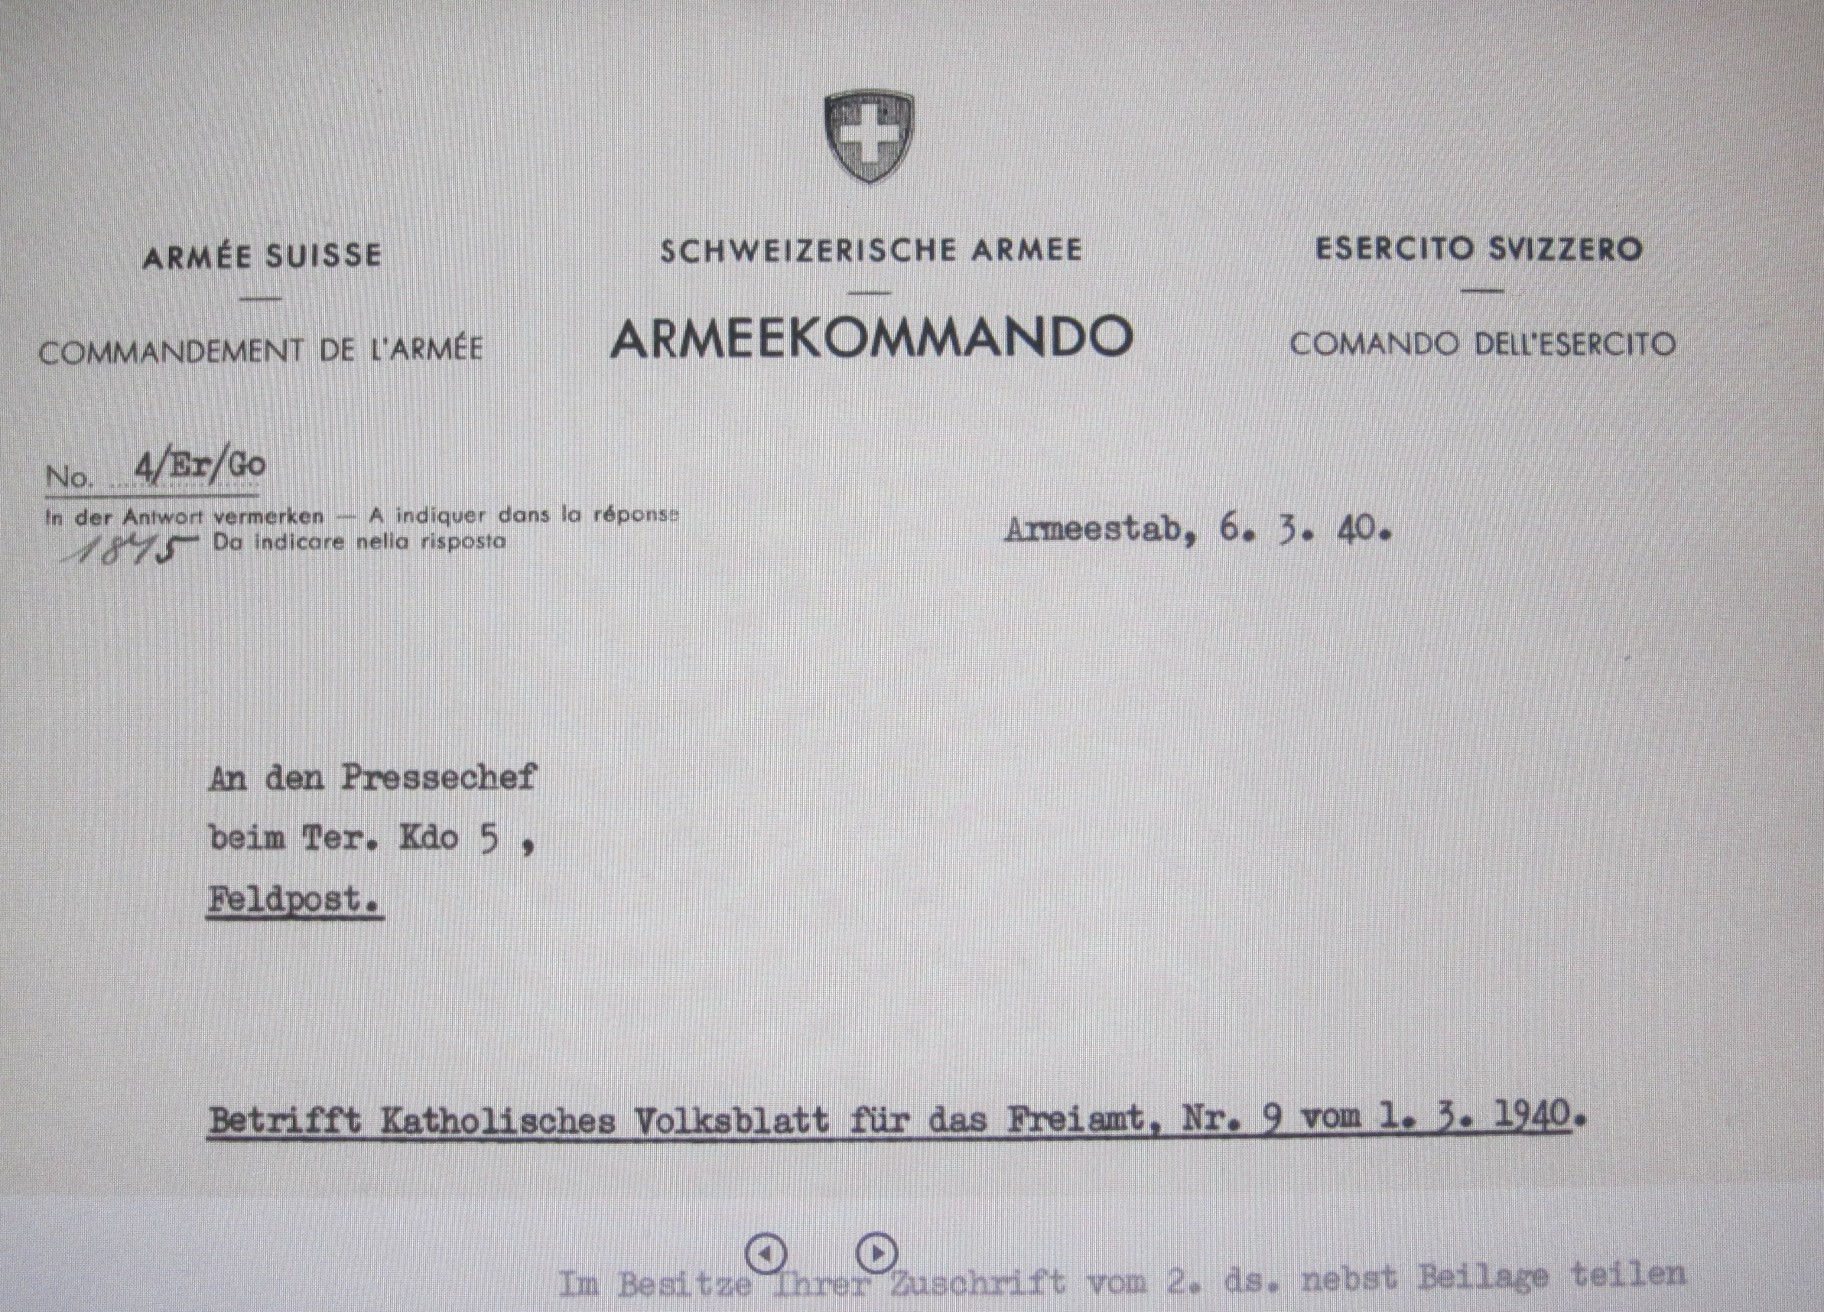 ARMÉE SUISSE
COMMANDEMENT DE L'ARMÉE
SCHWEIZERISCHE ARMEE
ARMEEKOMMANDO
ESERCITO SVIZZERO
COMANDO DELL'ESERCITO
No. 4/Er/Go
In der Antwort vermerken — A indiquer dans la réponse
1845 Da indicare nella risposta
Armeestab, 6. 3. 40.
An den Pressechef
beim Ter. Kdo 5 ,
Feldpost.
Betrifft Katholisches Volksblatt für das Freiamt, Nr. 9 vom 1. 3. 1940.
Im Besitze Ihrer Zuschrift vom 2. ds. nebst Beilage teilen